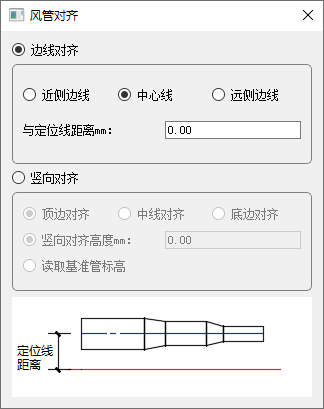 风管对齐
边线对齐
近侧边线 中心线 远侧边线
与定位线距离mm: 0.00
竖向对齐
顶边对齐 中线对齐 底边对齐
竖向对齐高度mm: 0.00
读取基准管标高
定位线
距离